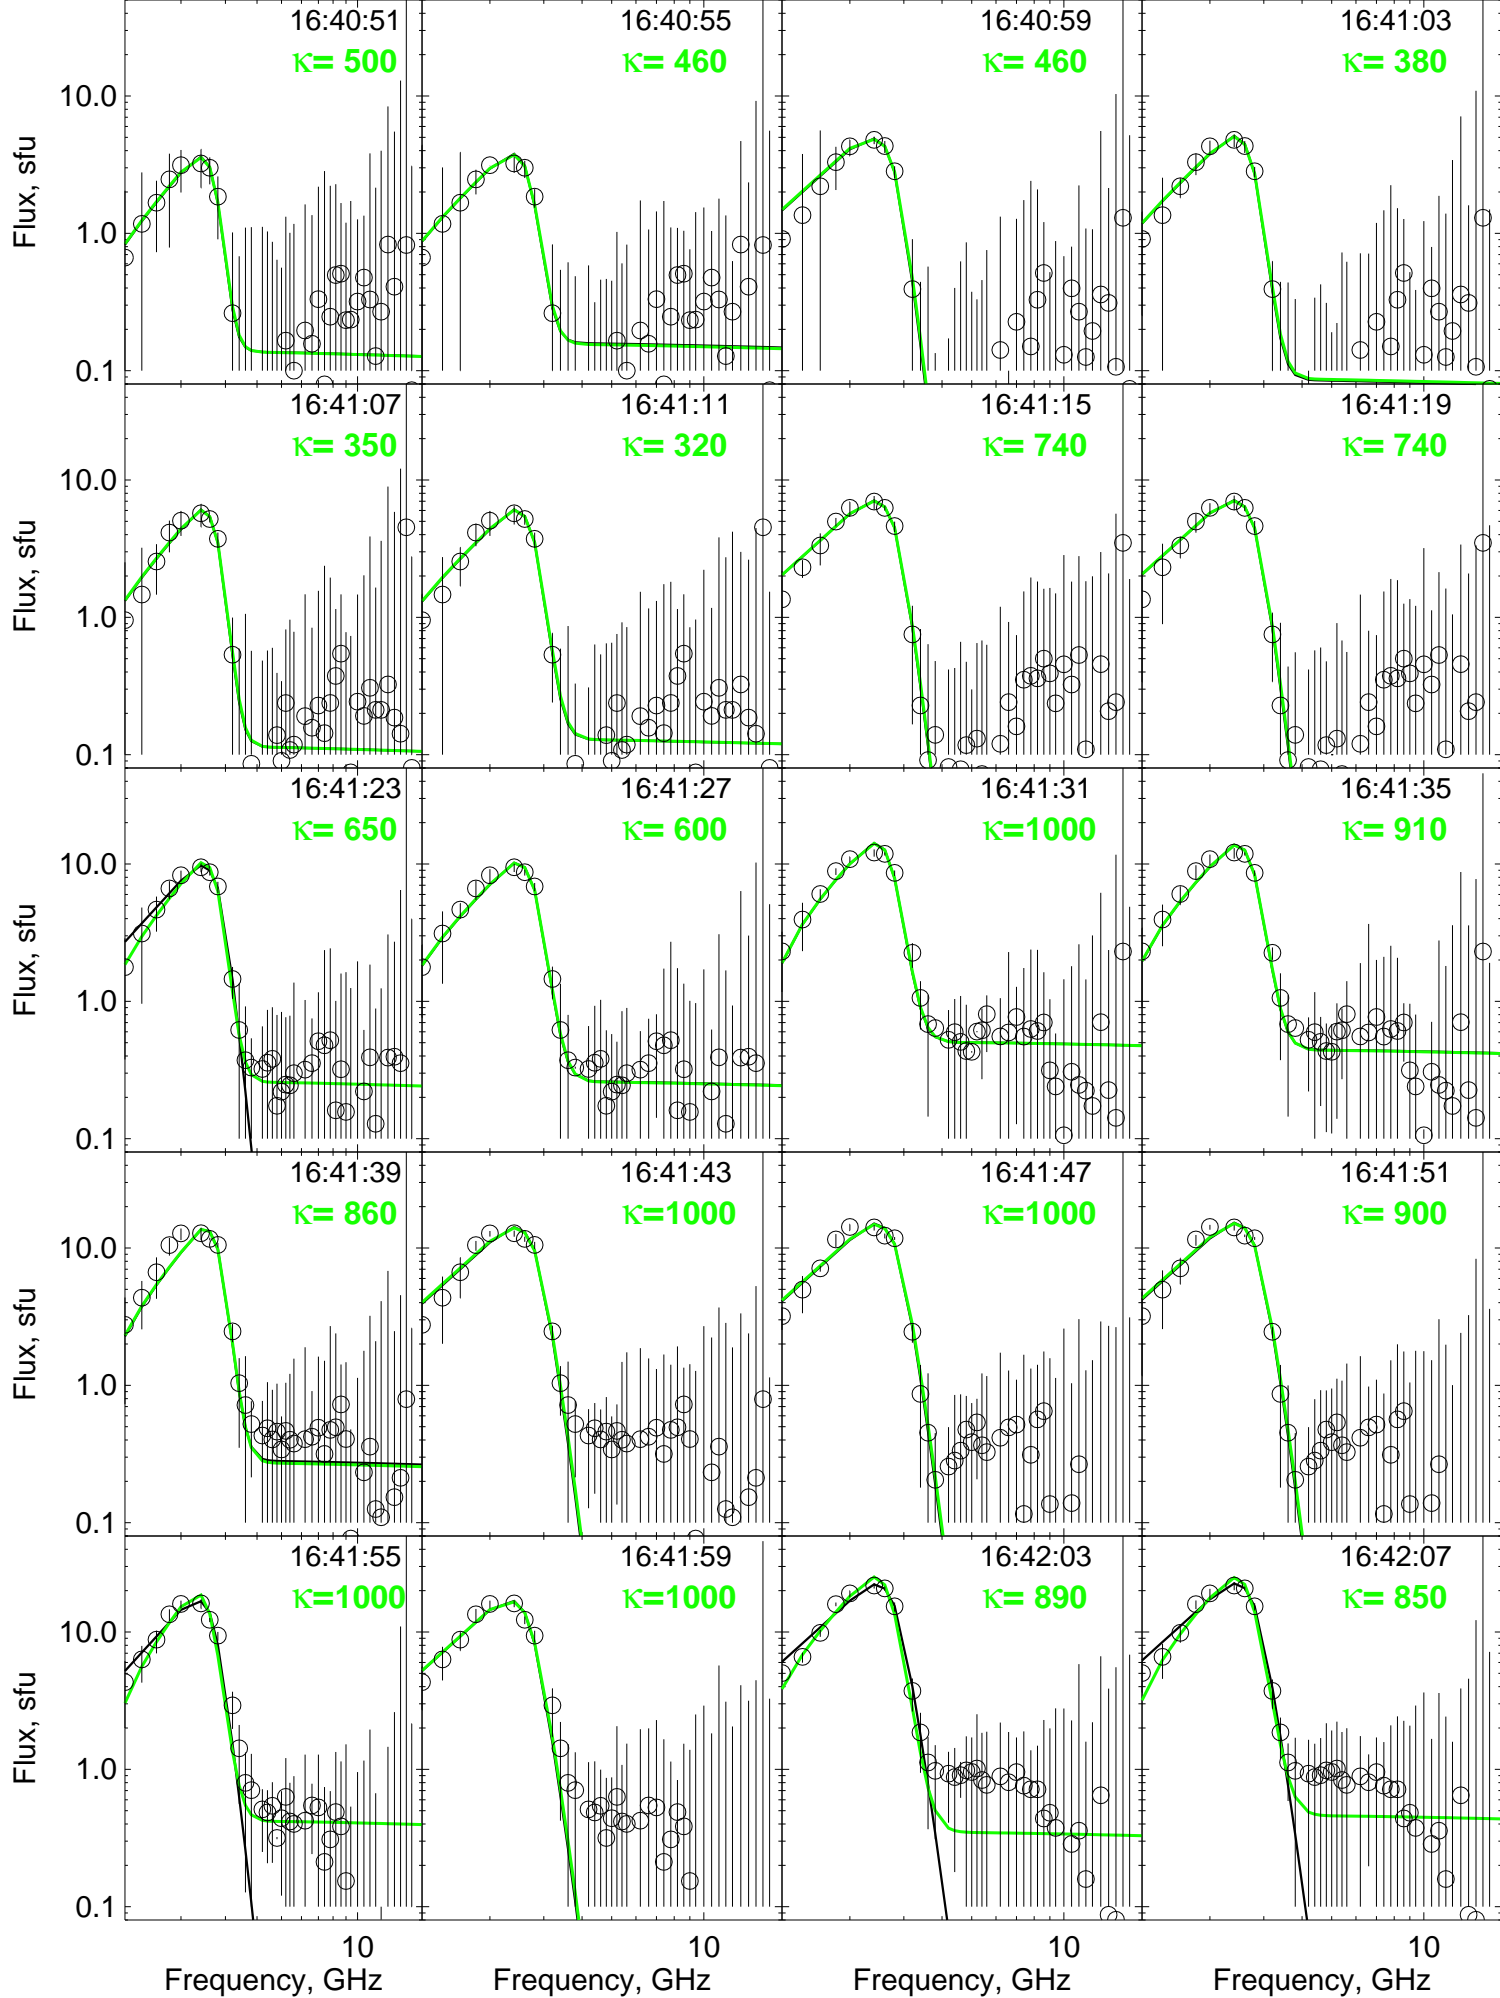 16:40:51 16:40:55 16:40:59 16:41:03
κ= 500 κ= 460 κ= 460 κ= 380
10.0
Flux, sfu
1.0
0.1
16:41:07 16:41:11 16:41:15 16:41:19
κ= 350 κ= 320 κ= 740 κ= 740
10.0
Flux, sfu
1.0
0.1
16:41:23 16:41:27 16:41:31 16:41:35
κ= 650 κ= 600 κ=1000 κ= 910
10.0
Flux, sfu
1.0
0.1
16:41:39 16:41:43 16:41:47 16:41:51
κ= 860 κ=1000 κ=1000 κ= 900
10.0
Flux, sfu
1.0
0.1
16:41:55 16:41:59 16:42:03 16:42:07
κ=1000 κ=1000 κ= 890 κ= 850
10.0
Flux, sfu
1.0
0.1
10 10 10 10
Frequency, GHz Frequency, GHz Frequency, GHz Frequency, GHz